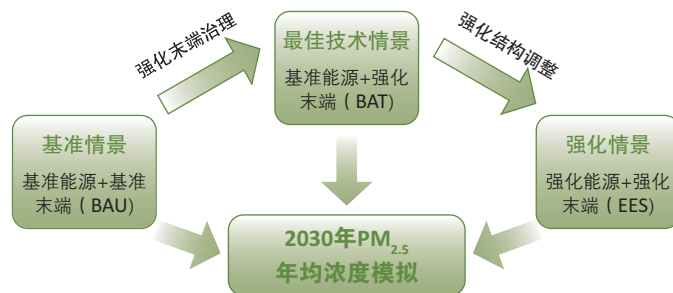 强化末端治理
最佳技术情景
基准能源+强化
末端（BAT)
强化结构调整
基准情景
基准能源+基准
末端（BAU)
强化情景
强化能源+强化
末端（EES)
2030年PM2.5
年均浓度模拟